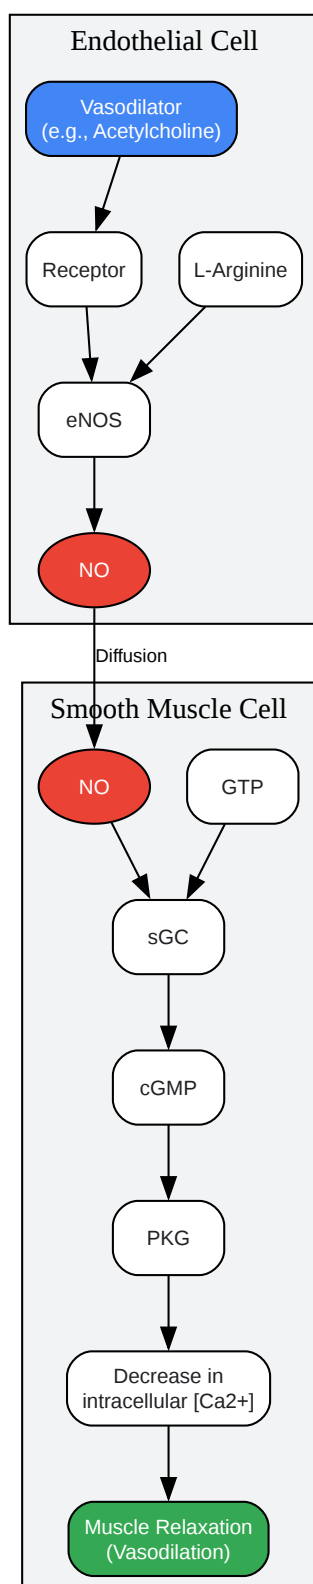 Endothelial Cell
Vasodilator
(e.g., Acetylcholine)
Receptor
L-Arginine
eNOS
NO
Diffusion
Smooth Muscle Cell
NO
GTP
sGC
cGMP
PKG
Decrease in
intracellular [Ca2+]
Muscle Relaxation
(Vasodilation)